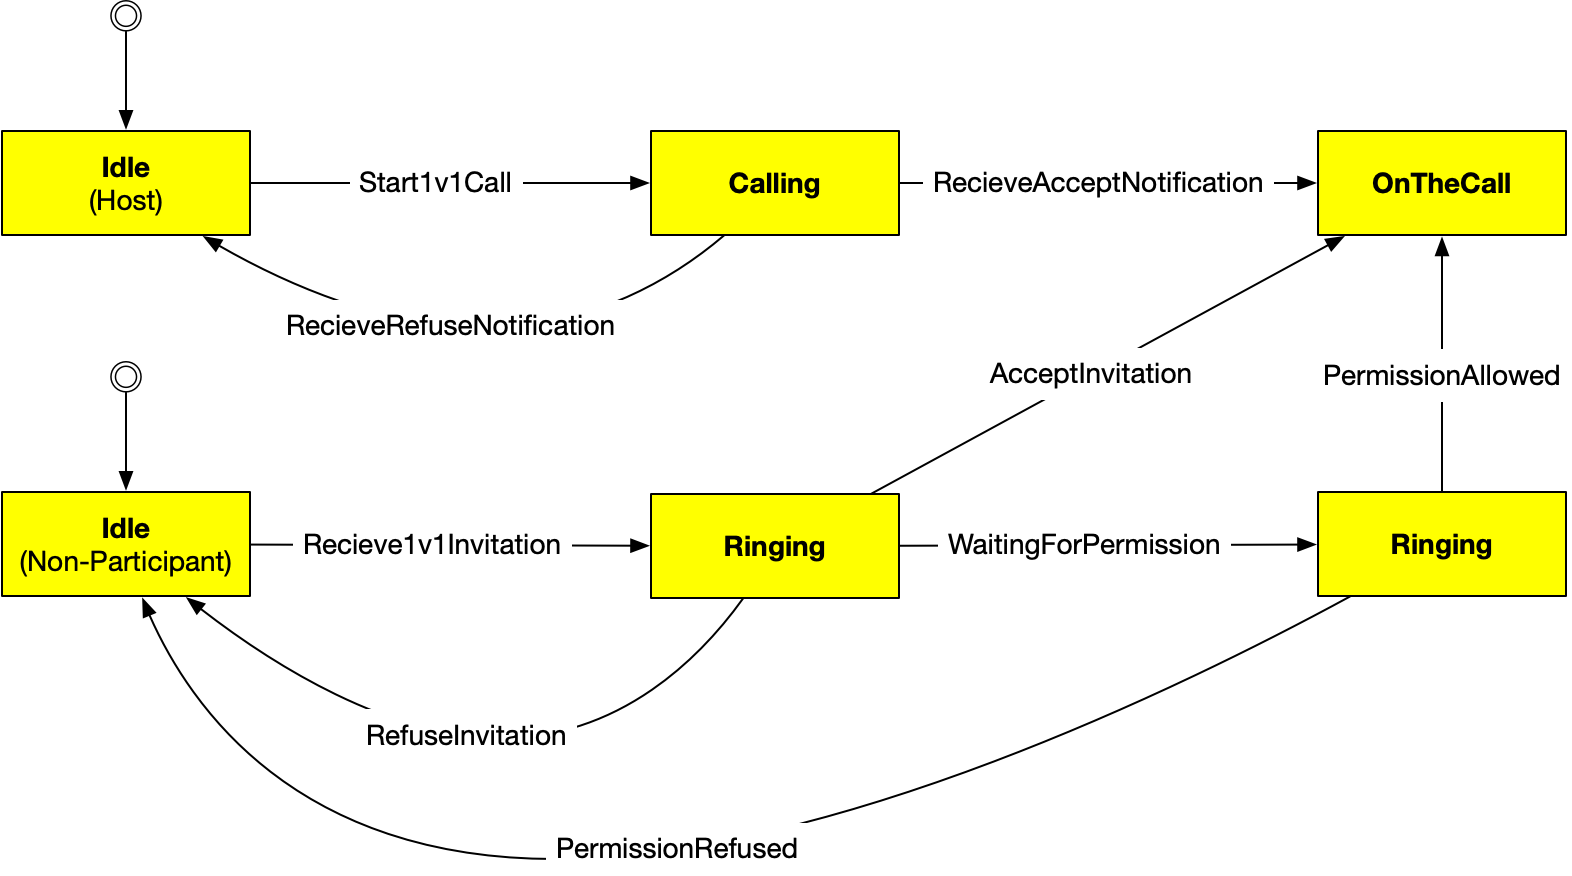 Idle
(Host)
Start1v1Call
Calling
RecieveAcceptNotification
OnTheCall
RecieveRefuseNotification
AcceptInvitation
PermissionAllowed
Idle
(Non-Participant)
Recieve1v1Invitation
Ringing
WaitingForPermission
Ringing
RefuseInvitation
PermissionRefused